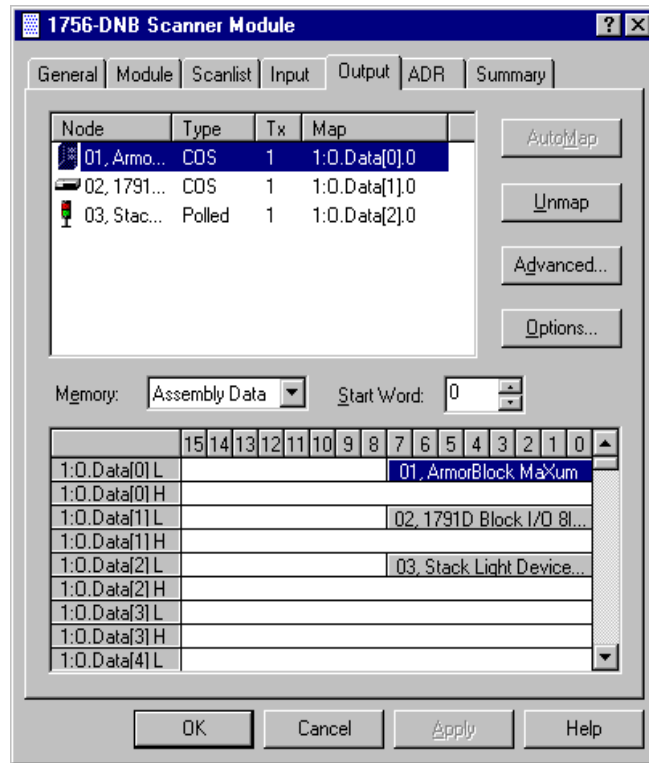 1756-DNB Scanner Module
General Module Scanlist Input Output ADR Summary
Node Type Tx Map
01, Armo... COS 1 1:O.Data[0].0
02, 1791... COS 1 1:O.Data[1].0
03, Stac... Polled 1 1:O.Data[2].0
AutoMap
Unmap
Advanced...
Options...
Memory: Assembly Data Start Word: 0
15 14 13 12 11 10 9 8 7 6 5 4 3 2 1 0
1:O.Data[0] L 01, ArmorBlock MaXum
1:O.Data[0] H
1:O.Data[1] L 02, 1791D Block I/O 8I...
1:O.Data[1] H
1:O.Data[2] L 03, Stack Light Device...
1:O.Data[2] H
1:O.Data[3] L
1:O.Data[3] H
1:O.Data[4] L
OK Cancel Apply Help